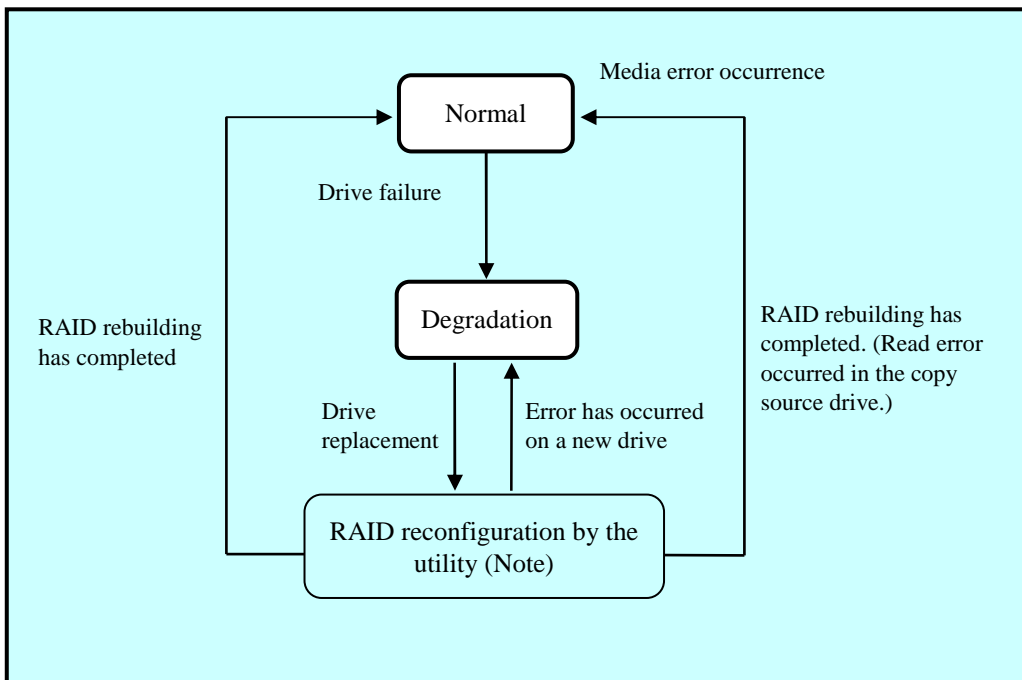 Media error occurrence
Normal
Drive failure
Degradation
RAID rebuilding
has completed
RAID rebuilding has
completed. (Read error
occurred in the copy
source drive.)
Drive
replacement
Error has occurred
on a new drive
RAID reconfiguration by the
utility (Note)